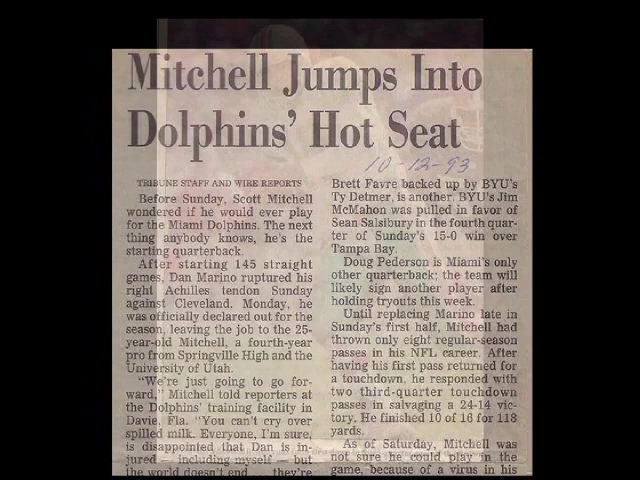 Mitchell Jumps Into
Dolphins' Hot Seat
10-12-93
TRIBUNE STAFF AND WIRE REPORTS
Before Sunday, Scott Mitchell
wondered if he would ever play
for the Miami Dolphins. The next
thing anybody knows, he's the
starting quarterback.
After starting 145 straight
games, Dan Marino ruptured his
right Achilles tendon Sunday
against Cleveland. Monday, he
was officially declared out for the
season, leaving the job to the 25-
year-old Mitchell, a fourth-year
pro from Springville High and the
University of Utah.
"We're just going to go for-
ward," Mitchell told reporters at
the Dolphins' training facility in
Davie, Fla. "You can't cry over
spilled milk. Everyone, I'm sure,
is disappointed that Dan is in-
jured — including myself — but
the world doesn't end they're
Brett Favre backed up by BYU's
Ty Detmer, is another. BYU's Jim
McMahon was pulled in favor of
Sean Salsibury in the fourth quar-
ter of Sunday's 15-0 win over
Tampa Bay.
Doug Pederson is Miami's only
other quarterback; the team will
likely sign another player after
holding tryouts this week.
Until replacing Marino late in
Sunday's first half, Mitchell had
thrown only eight regular-season
passes in his NFL career. After
having his first pass returned for
a touchdown, he responded with
two third-quarter touchdown
passes in salvaging a 24-14 vic-
tory. He finished 10 of 16 for 118
yards.
As of Saturday, Mitchell was
not sure he could play in the
game, because of a virus in his